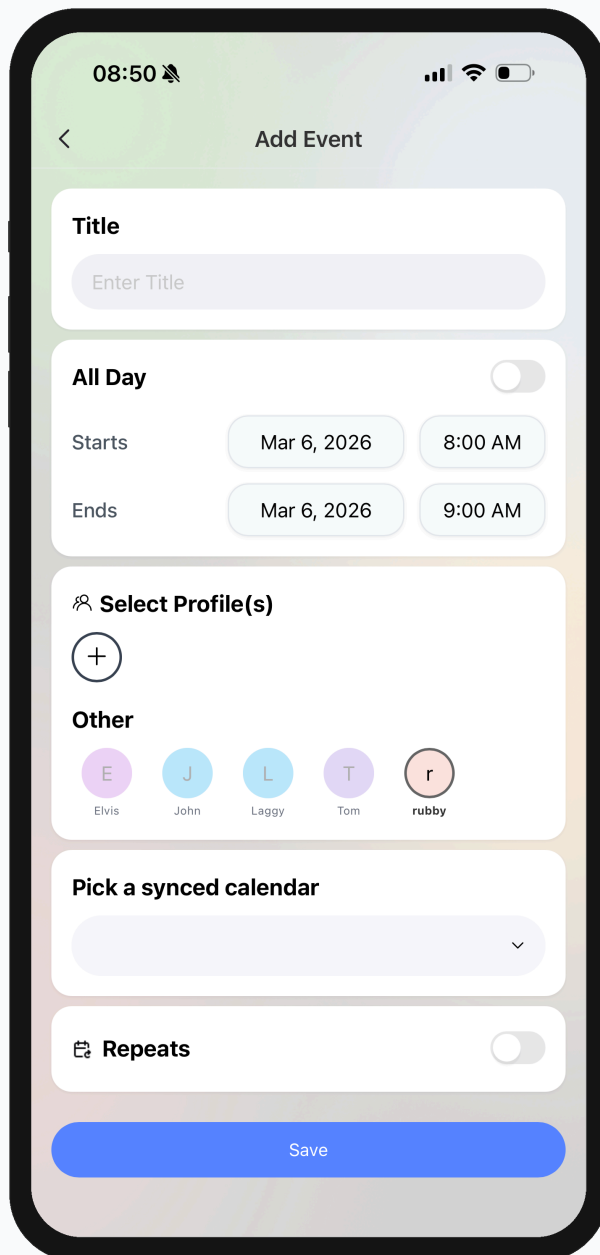 08:50
Add Event
Title
Enter Title
All Day
Starts Mar 6, 2026 8:00 AM
Ends Mar 6, 2026 9:00 AM
Select Profile(s)
Other
E J L T r
Elvis John Laggy Tom rubby
Pick a synced calendar
Repeats
Save